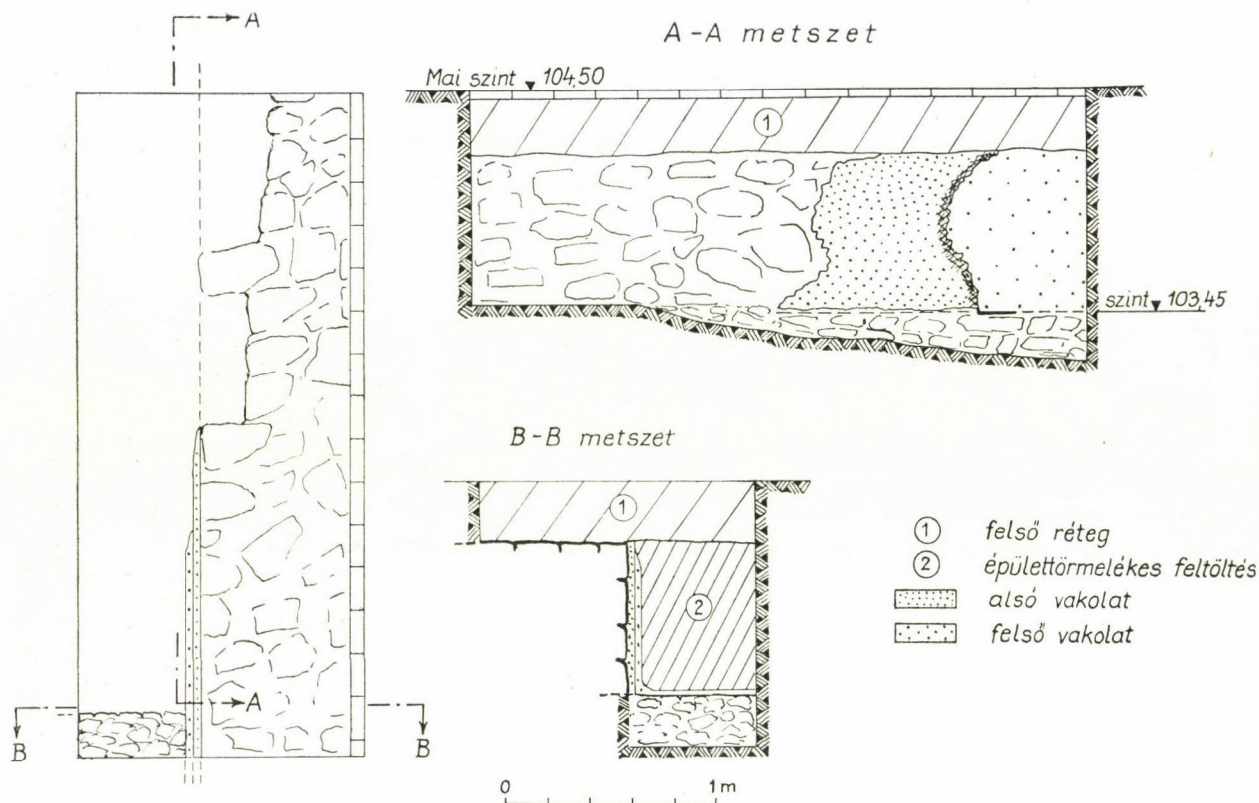 A
A-A metszet
Mai szint 104,50
1
szint 103,45
B-B metszet
1
2
A
B
B
1 felső réteg
2 épülettörmelékes feltöltés
alsó vakolat
felső vakolat
0 1 m